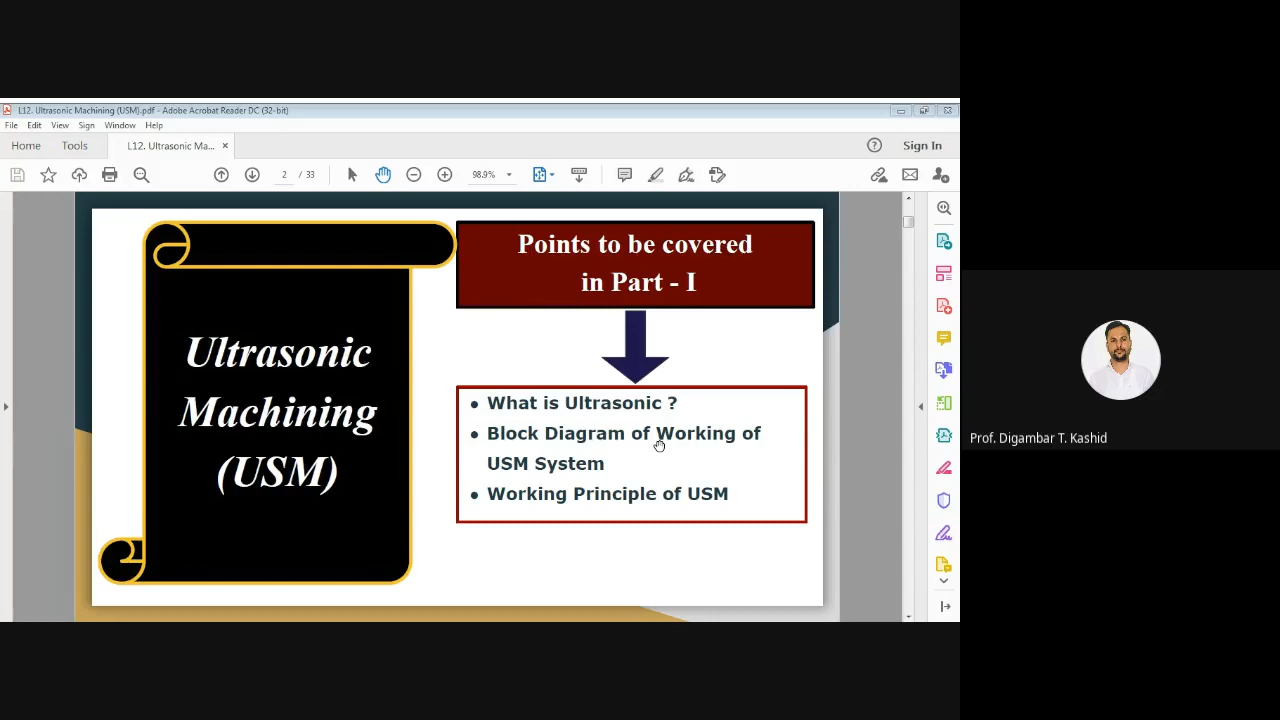 L12. Ultrasonic Machining (USM).pdf - Adobe Acrobat Reader DC (32-bit)
File Edit View Sign Window Help
Home Tools L12. Ultrasonic Ma... × Sign In
2 / 33 98.9%
Points to be covered
in Part - I
Ultrasonic
Machining
(USM)
• What is Ultrasonic ?
• Block Diagram of Working of
USM System
• Working Principle of USM
Prof. Digambar T. Kashid